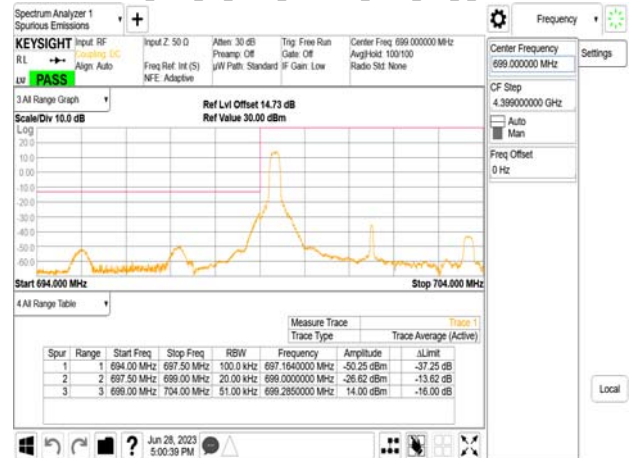 Spectrum Analyzer 1
Spurious Emissions
Frequency
KEYSIGHT
Input: RF
Coupling: DC
Align: Auto
Input Z: 50 Ω
Freq Ref: Int (S)
NFE: Adaptive
Atten: 30 dB
Preamp: Off
µW Path: Standard
Trig: Free Run
Gate: Off
IF Gain: Low
Center Freq: 699.000000 MHz
Avg|Hold: 100/100
Radio Std: None
RL
LU PASS
Center Frequency
699.000000 MHz
Settings
CF Step
4.399000000 GHz
Auto
Man
Freq Offset
0 Hz
Local
3 All Range Graph
Scale/Div 10.0 dB
Ref Lvl Offset 14.73 dB
Ref Value 30.00 dBm
Log
20.0
10.0
0.00
-10.0
-20.0
-30.0
-40.0
-50.0
-60.0
Start 694.000 MHz
Stop 704.000 MHz
4 All Range Table
Measure Trace Trace 1
Trace Type Trace Average (Active)
Spur Range Start Freq Stop Freq RBW Frequency Amplitude ΔLimit
1 1 694.00 MHz 697.50 MHz 100.0 kHz 697.1640000 MHz -50.25 dBm -37.25 dB
2 2 697.50 MHz 699.00 MHz 20.00 kHz 699.0000000 MHz -26.62 dBm -13.62 dB
3 3 699.00 MHz 704.00 MHz 51.00 kHz 699.2850000 MHz 14.00 dBm -16.00 dB
Jun 28, 2023
5:00:39 PM